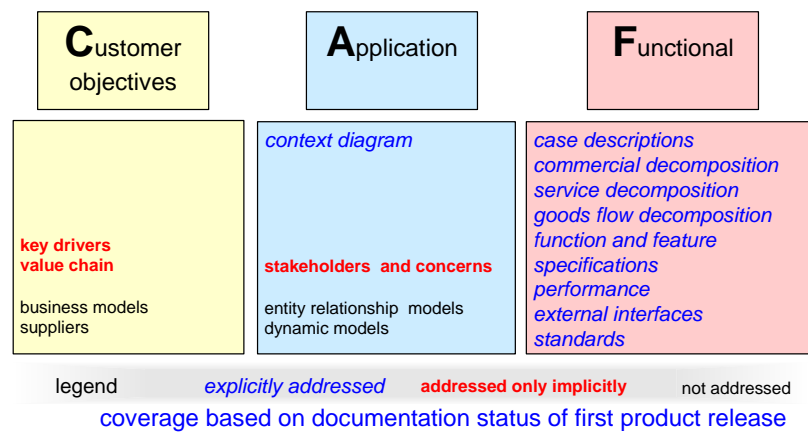 Customer
objectives
Application
Functional
key drivers
value chain
business models
suppliers
context diagram
stakeholders and concerns
entity relationship models
dynamic models
case descriptions
commercial decomposition
service decomposition
goods flow decomposition
function and feature
specifications
performance
external interfaces
standards
legend explicitly addressed addressed only implicitly not addressed
coverage based on documentation status of first product release